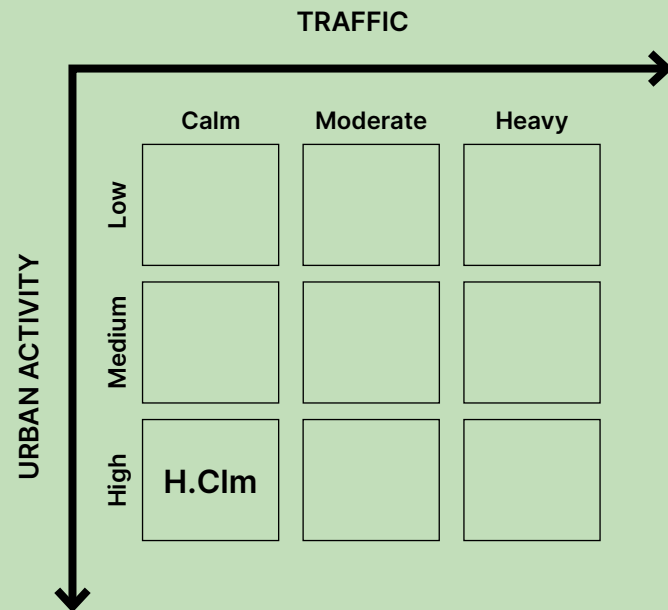 TRAFFIC
Calm
Moderate
Heavy
URBAN ACTIVITY
Low
Medium
High
H.Clm